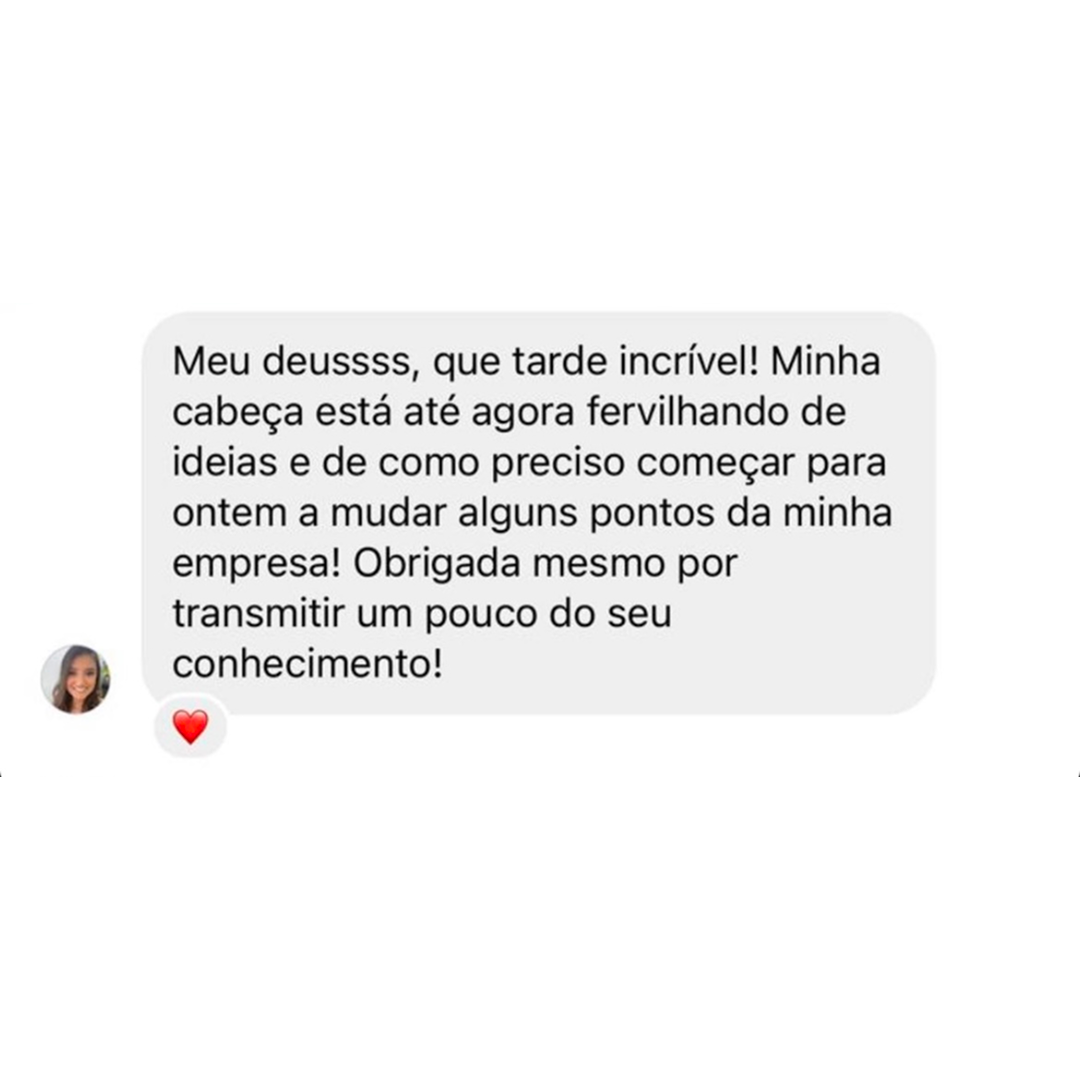 Meu deussss, que tarde incrível! Minha
cabeça está até agora fervilhando de
ideias e de como preciso começar para
ontem a mudar alguns pontos da minha
empresa! Obrigada mesmo por
transmitir um pouco do seu
conhecimento!